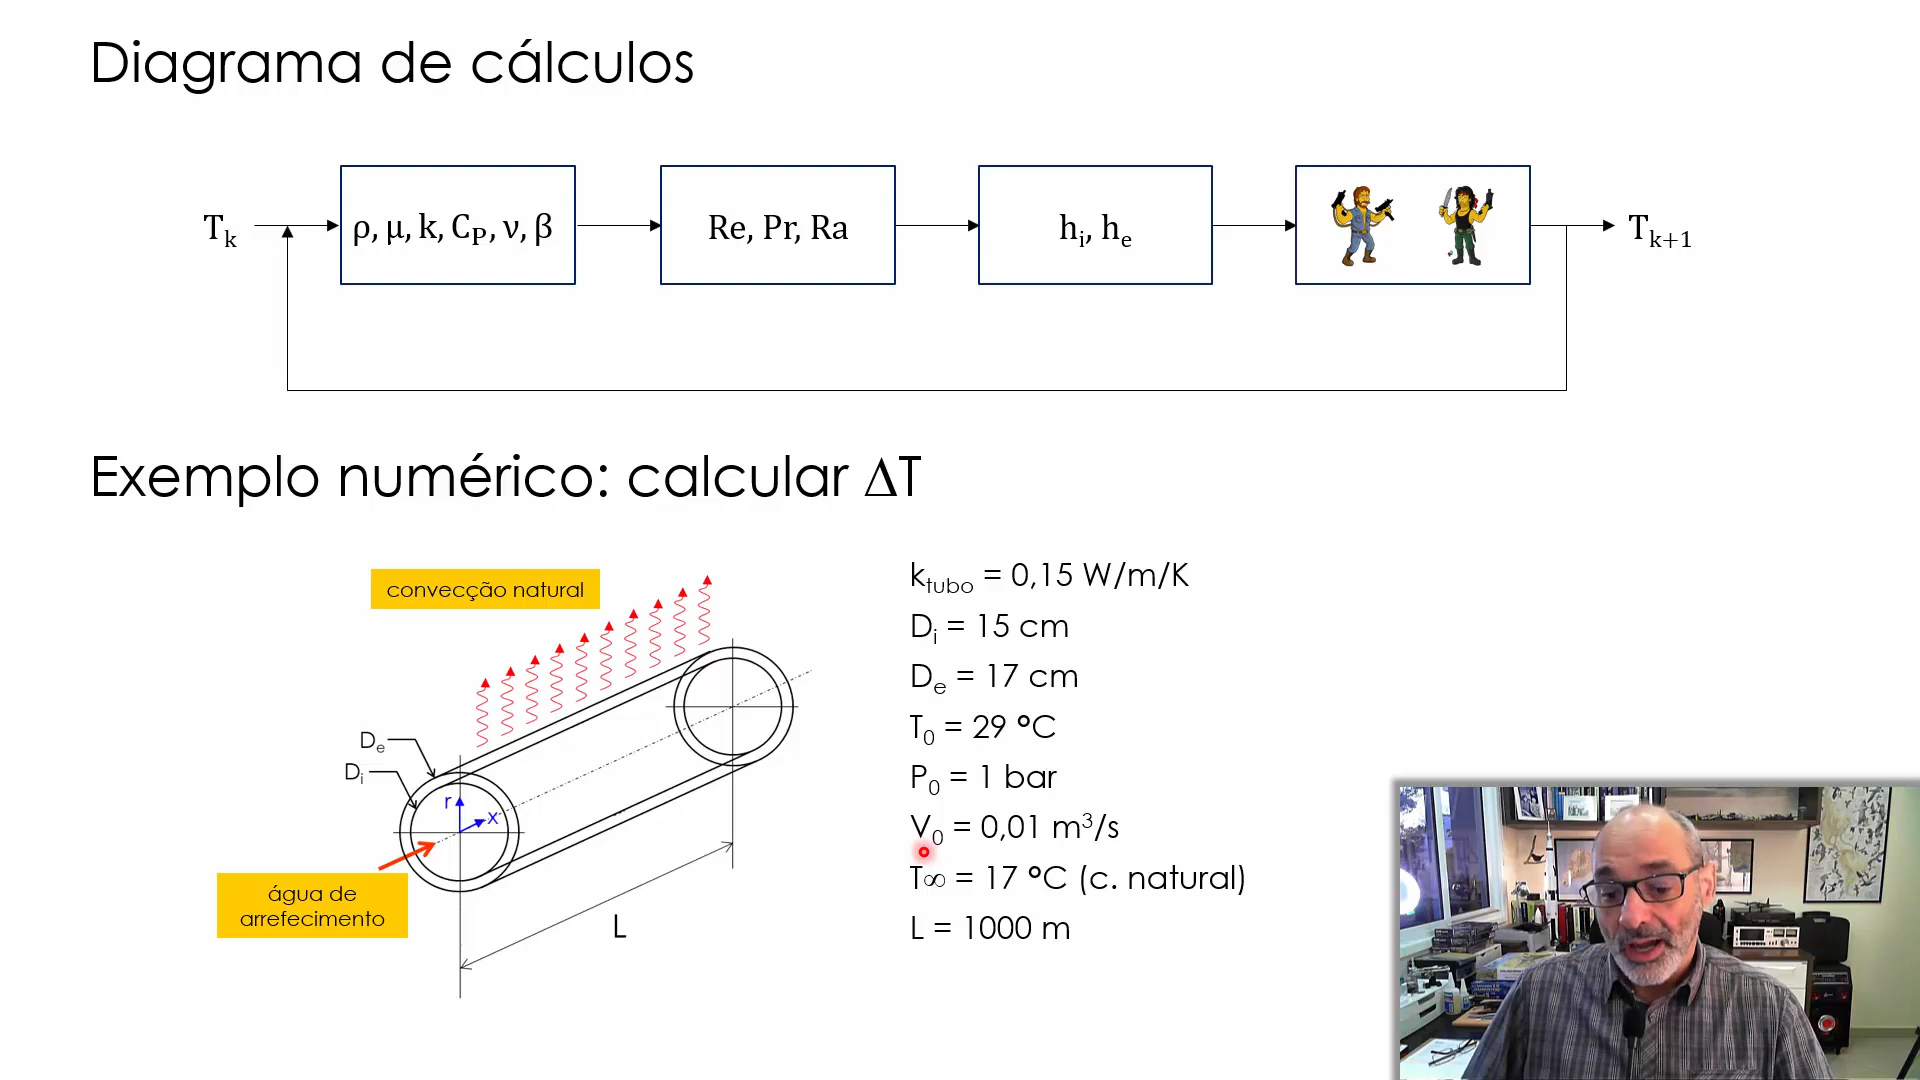 Diagrama de cálculos
Tₖ
ρ, μ, k, C_P, ν, β
Re, Pr, Ra
hᵢ, hₑ
Tₖ₊₁
Exemplo numérico: calcular ΔT
convecção natural
Dₑ
Dᵢ
r
x
água de
arrefecimento
L
k_tubo = 0,15 W/m/K
Dᵢ = 15 cm
Dₑ = 17 cm
T₀ = 29 °C
P₀ = 1 bar
V₀ = 0,01 m³/s
T∞ = 17 °C (c. natural)
L = 1000 m